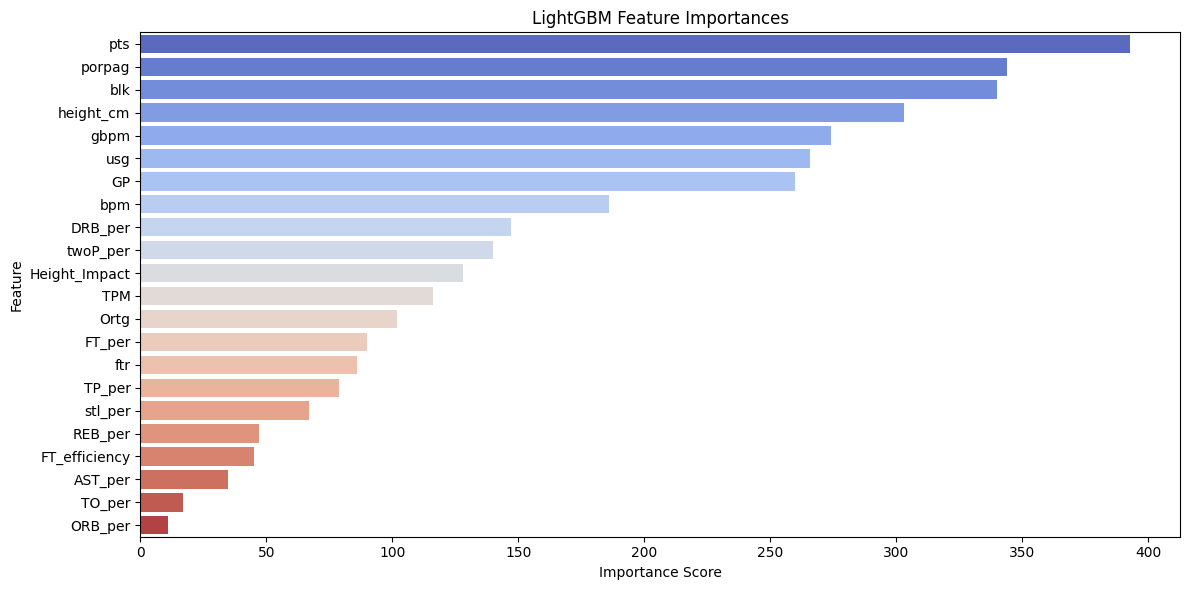 LightGBM Feature Importances
pts
porpag
blk
height_cm
gbpm
usg
GP
bpm
DRB_per
twoP_per
Height_Impact
TPM
Ortg
FT_per
ftr
TP_per
stl_per
REB_per
FT_efficiency
AST_per
TO_per
ORB_per
Feature
0 50 100 150 200 250 300 350 400
Importance Score